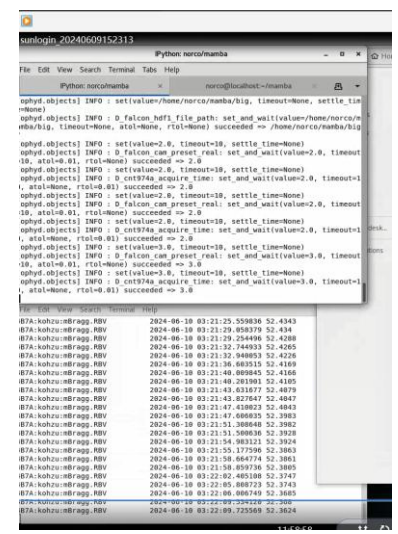 sunlogin_20240609152313
IPython: norco/mamba
File Edit View Search Terminal Tabs Help
IPython: norco/mamba × norco@localhost:~/mamba ×
ophyd.objects] INFO : set(value=/home/norco/mamba/big, timeout=None, settle_tim
=None)
ophyd.objects] INFO : D_falcon_hdf1_file_path: set_and_wait(value=/home/norco/m
mba/big, timeout=None, atol=None, rtol=None) succeeded => /home/norco/mamba/big
ophyd.objects] INFO : set(value=2.0, timeout=10, settle_time=None)
ophyd.objects] INFO : D_falcon_cam_preset_real: set_and_wait(value=2.0, timeout
10, atol=0.01, rtol=None) succeeded => 2.0
ophyd.objects] INFO : set(value=2.0, timeout=10, settle_time=None)
ophyd.objects] INFO : D_cnt974a_acquire_time: set_and_wait(value=2.0, timeout=1
, atol=None, rtol=0.01) succeeded => 2.0
ophyd.objects] INFO : set(value=2.0, timeout=10, settle_time=None)
ophyd.objects] INFO : D_falcon_cam_preset_real: set_and_wait(value=2.0, timeout
10, atol=0.01, rtol=None) succeeded => 2.0
ophyd.objects] INFO : set(value=2.0, timeout=10, settle_time=None)
ophyd.objects] INFO : D_cnt974a_acquire_time: set_and_wait(value=2.0, timeout=1
, atol=None, rtol=0.01) succeeded => 2.0
ophyd.objects] INFO : set(value=3.0, timeout=10, settle_time=None)
ophyd.objects] INFO : D_falcon_cam_preset_real: set_and_wait(value=3.0, timeout
10, atol=0.01, rtol=None) succeeded => 3.0
ophyd.objects] INFO : set(value=3.0, timeout=10, settle_time=None)
ophyd.objects] INFO : D_cnt974a_acquire_time: set_and_wait(value=3.0, timeout=1
, atol=None, rtol=0.01) succeeded => 3.0
File Edit View Search Terminal Help
B7A:kohzu:mBragg.RBV 2024-06-10 03:21:25.559836 52.4343
B7A:kohzu:mBragg.RBV 2024-06-10 03:21:29.050379 52.434
B7A:kohzu:mBragg.RBV 2024-06-10 03:21:29.254496 52.4288
B7A:kohzu:mBragg.RBV 2024-06-10 03:21:32.744933 52.4265
B7A:kohzu:mBragg.RBV 2024-06-10 03:21:32.940853 52.4226
B7A:kohzu:mBragg.RBV 2024-06-10 03:21:36.603515 52.4169
B7A:kohzu:mBragg.RBV 2024-06-10 03:21:40.009845 52.4166
B7A:kohzu:mBragg.RBV 2024-06-10 03:21:40.201901 52.4105
B7A:kohzu:mBragg.RBV 2024-06-10 03:21:43.631677 52.4079
B7A:kohzu:mBragg.RBV 2024-06-10 03:21:43.827847 52.4047
B7A:kohzu:mBragg.RBV 2024-06-10 03:21:47.410023 52.4043
B7A:kohzu:mBragg.RBV 2024-06-10 03:21:47.606035 52.3983
B7A:kohzu:mBragg.RBV 2024-06-10 03:21:51.308648 52.3982
B7A:kohzu:mBragg.RBV 2024-06-10 03:21:51.500636 52.3928
B7A:kohzu:mBragg.RBV 2024-06-10 03:21:54.983121 52.3924
B7A:kohzu:mBragg.RBV 2024-06-10 03:21:55.177596 52.3863
B7A:kohzu:mBragg.RBV 2024-06-10 03:21:58.664774 52.3861
B7A:kohzu:mBragg.RBV 2024-06-10 03:21:58.859736 52.3805
B7A:kohzu:mBragg.RBV 2024-06-10 03:22:02.405108 52.3747
B7A:kohzu:mBragg.RBV 2024-06-10 03:22:05.808723 52.3743
B7A:kohzu:mBragg.RBV 2024-06-10 03:22:06.006749 52.3685
B7A:kohzu:mBragg.RBV 2024-06-10 03:22:09.725569 52.3624